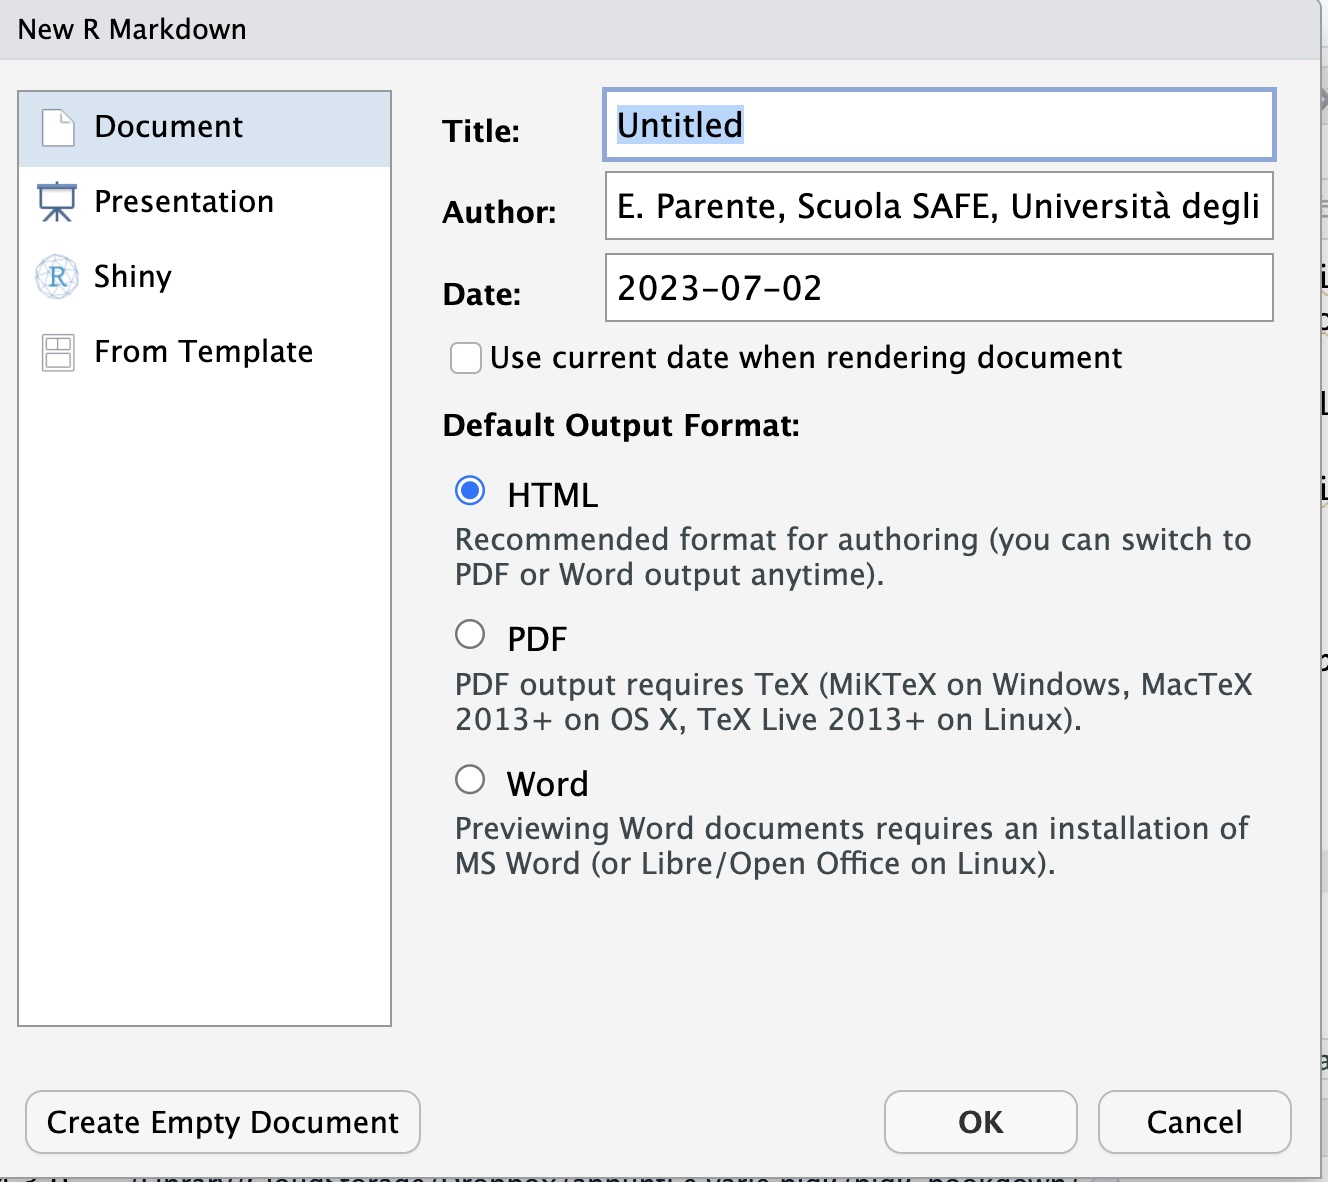 New R Markdown
Document
Presentation
R Shiny
From Template
Title: Untitled
Author: E. Parente, Scuola SAFE, Università degli
Date: 2023-07-02
Use current date when rendering document
Default Output Format:
HTML
Recommended format for authoring (you can switch to
PDF or Word output anytime).
PDF
PDF output requires TeX (MiKTeX on Windows, MacTeX
2013+ on OS X, TeX Live 2013+ on Linux).
Word
Previewing Word documents requires an installation of
MS Word (or Libre/Open Office on Linux).
Create Empty Document
OK
Cancel